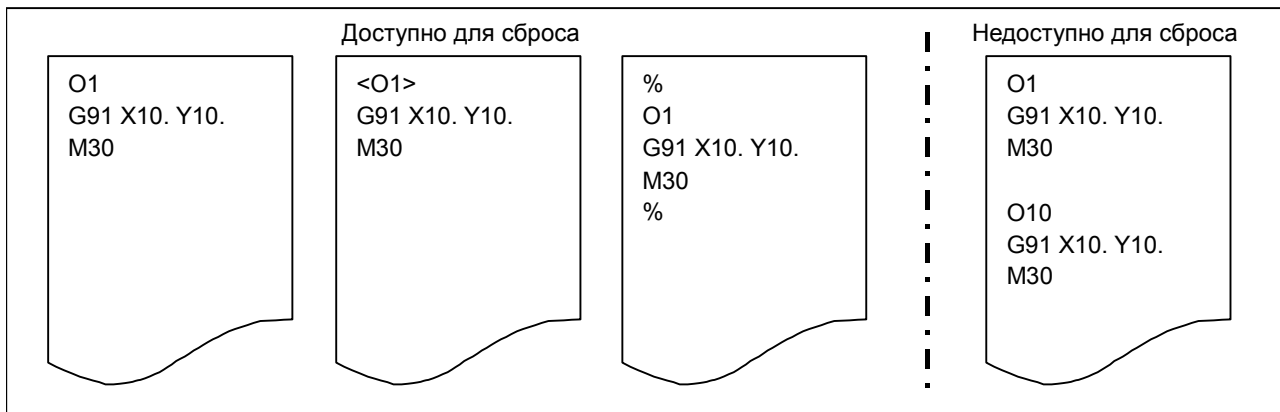 Доступно для сброса
O1
G91 X10. Y10.
M30
<O1>
G91 X10. Y10.
M30
%
O1
G91 X10. Y10.
M30
%
Недоступно для сброса
O1
G91 X10. Y10.
M30
O10
G91 X10. Y10.
M30